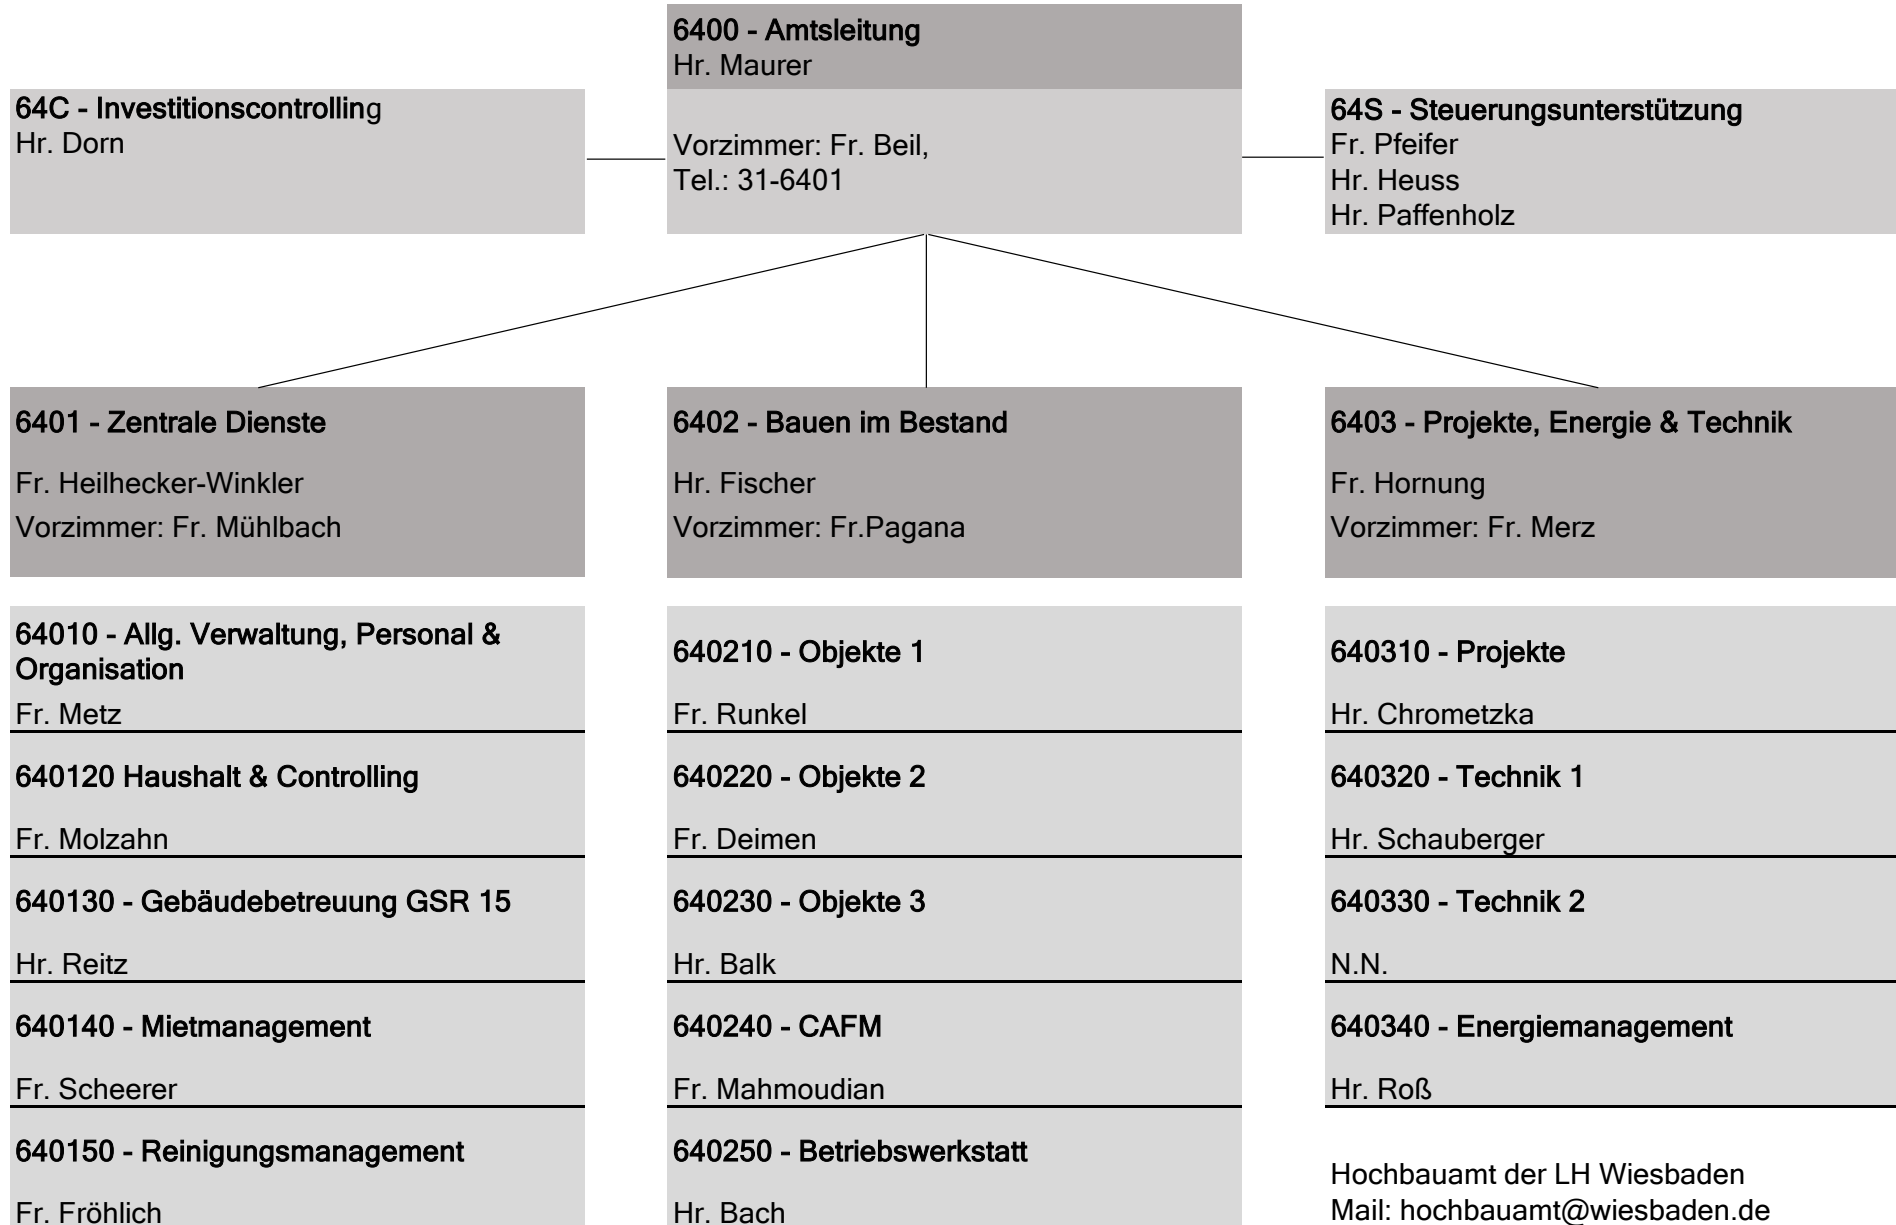 6400 - Amtsleitung
Hr. Maurer
64C - Investitionscontrolling
Hr. Dorn
Vorzimmer: Fr. Beil,
Tel.: 31-6401
64S - Steuerungsunterstützung
Fr. Pfeifer
Hr. Heuss
Hr. Paffenholz
6401 - Zentrale Dienste
Fr. Heilhecker-Winkler
Vorzimmer: Fr. Mühlbach
6402 - Bauen im Bestand
Hr. Fischer
Vorzimmer: Fr.Pagana
6403 - Projekte, Energie & Technik
Fr. Hornung
Vorzimmer: Fr. Merz
64010 - Allg. Verwaltung, Personal &
Organisation
Fr. Metz
640120 Haushalt & Controlling
Fr. Molzahn
640130 - Gebäudebetreuung GSR 15
Hr. Reitz
640140 - Mietmanagement
Fr. Scheerer
640150 - Reinigungsmanagement
Fr. Fröhlich
640210 - Objekte 1
Fr. Runkel
640220 - Objekte 2
Fr. Deimen
640230 - Objekte 3
Hr. Balk
640240 - CAFM
Fr. Mahmoudian
640250 - Betriebswerkstatt
Hr. Bach
640310 - Projekte
Hr. Chrometzka
640320 - Technik 1
Hr. Schauberger
640330 - Technik 2
N.N.
640340 - Energiemanagement
Hr. Roß
Hochbauamt der LH Wiesbaden
Mail: hochbauamt@wiesbaden.de